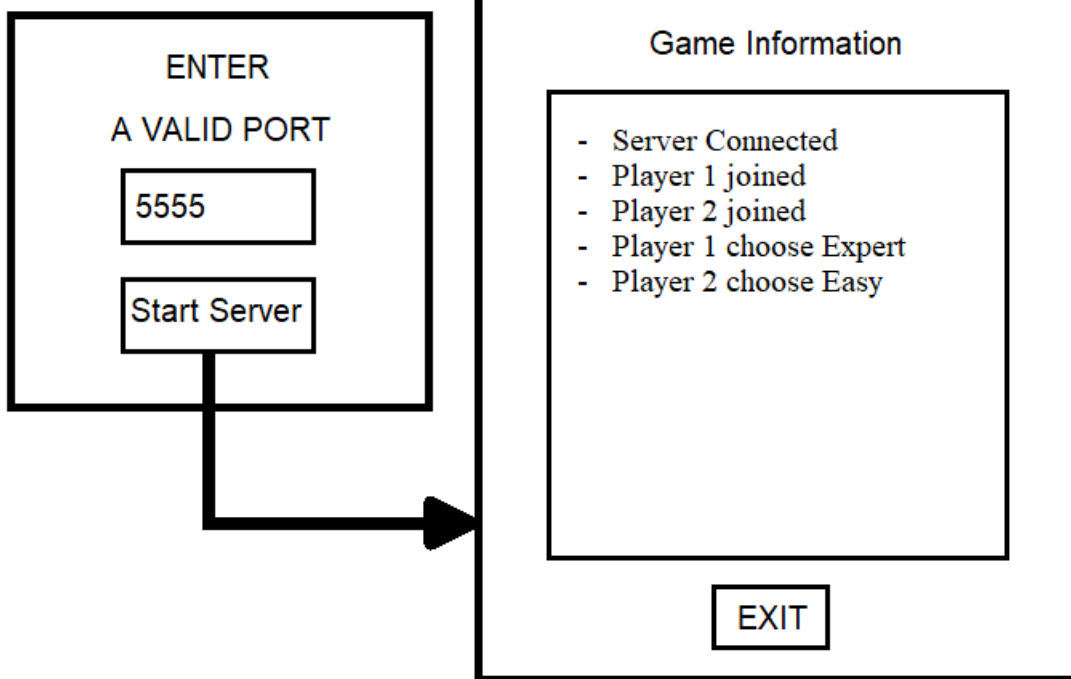 ENTER
A VALID PORT
5555
Start Server
Game Information
- Server Connected
- Player 1 joined
- Player 2 joined
- Player 1 choose Expert
- Player 2 choose Easy
EXIT